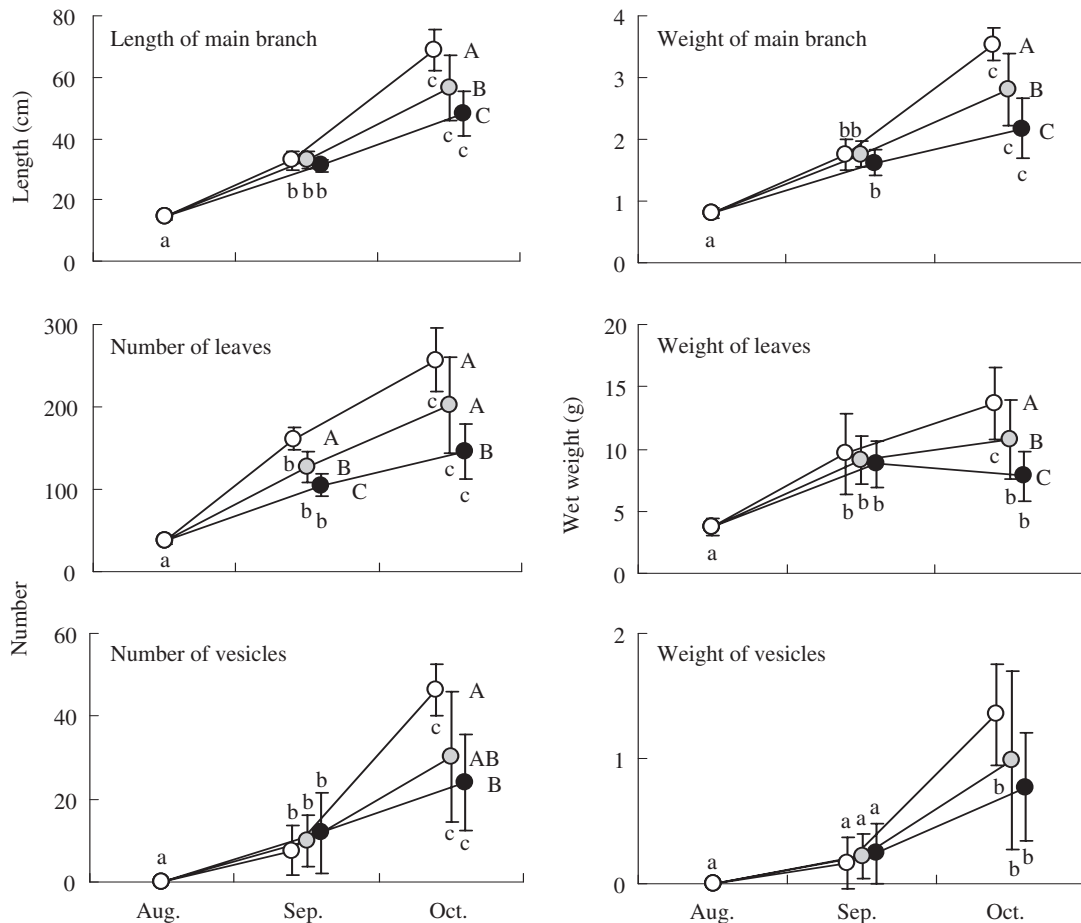 Length of main branch
80
60
40
20
0
Length (cm)
a
b b b
A
B
C
c
c
c
Weight of main branch
4
3
2
1
0
a
bb
b
A
B
C
c
c
c
Number of leaves
300
200
100
0
Number
a
b
A
B
C
b
b
A
A
B
c
c
c
Weight of leaves
20
15
10
5
0
Wet weight (g)
a
b b b
A
B
C
c
b
b
Number of vesicles
60
40
20
0
a
b b b
A
AB
B
c
c c
Aug. Sep. Oct.
Weight of vesicles
2
1
0
a
a a a
b
b b
Aug. Sep. Oct.